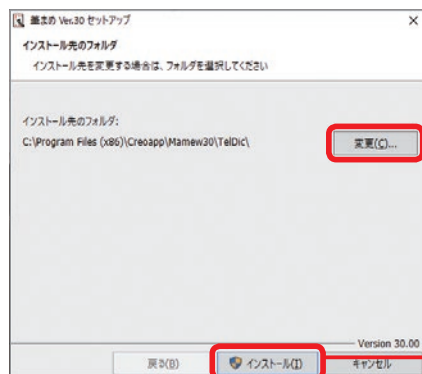 筆まめ Ver.30 セットアップ
インストール先のフォルダ
インストール先を変更する場合は、フォルダを選択してください
インストール先のフォルダ:
C:\Program Files (x86)\Creoapp\Mamew30\TelDic\
変更(C)...
Version 30.00
戻る(B)
インストール(I)
キャンセル